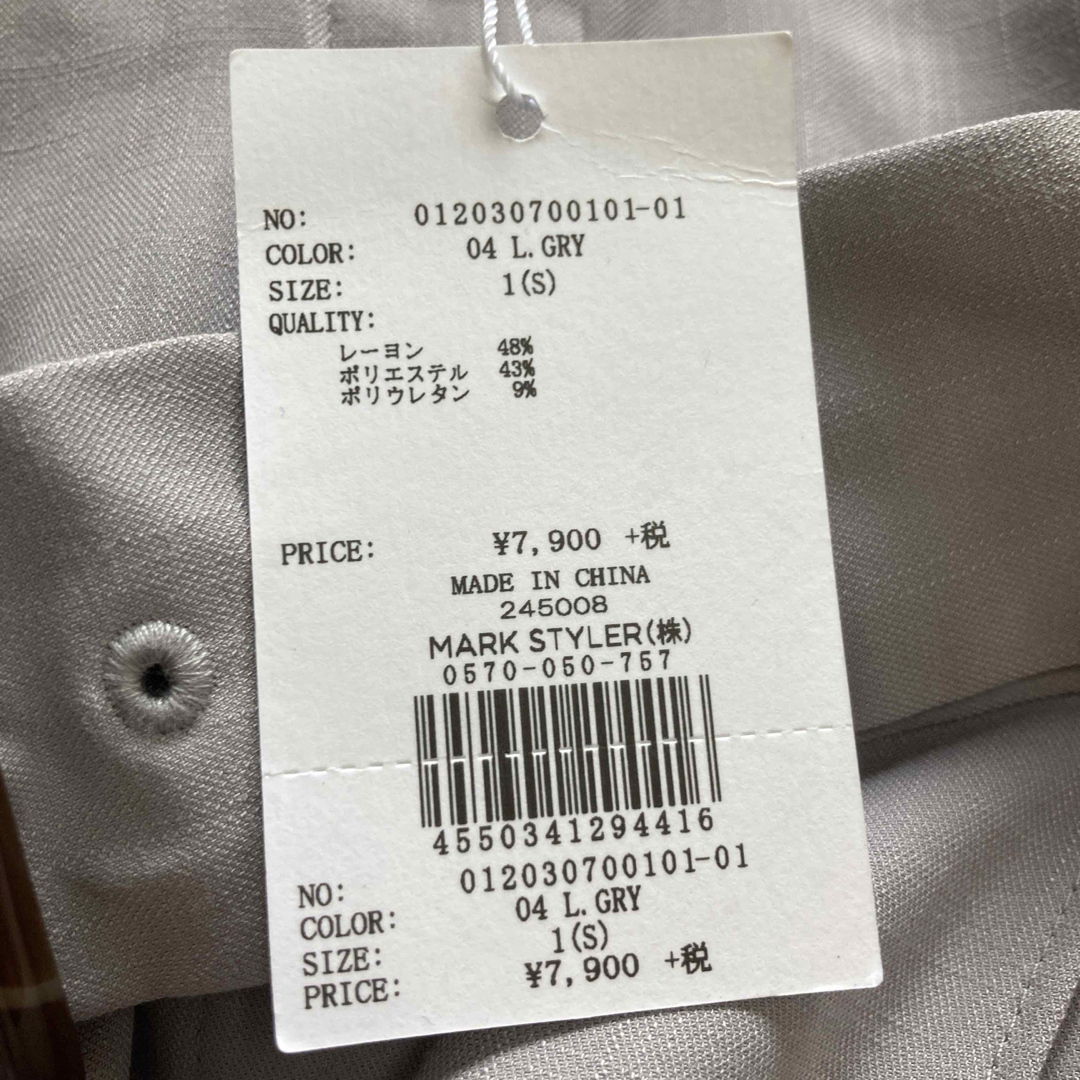 NO: 012030700101-01
COLOR: 04 L.GRY
SIZE: 1(S)
QUALITY:
レーヨン 48%
ポリエステル 43%
ポリウレタン 9%
PRICE: ¥7,900 +税
MADE IN CHINA
245008
MARK STYLER(株)
0570-050-757
4550341294416
NO: 012030700101-01
COLOR: 04 L.GRY
SIZE: 1(S)
PRICE: ¥7,900 +税